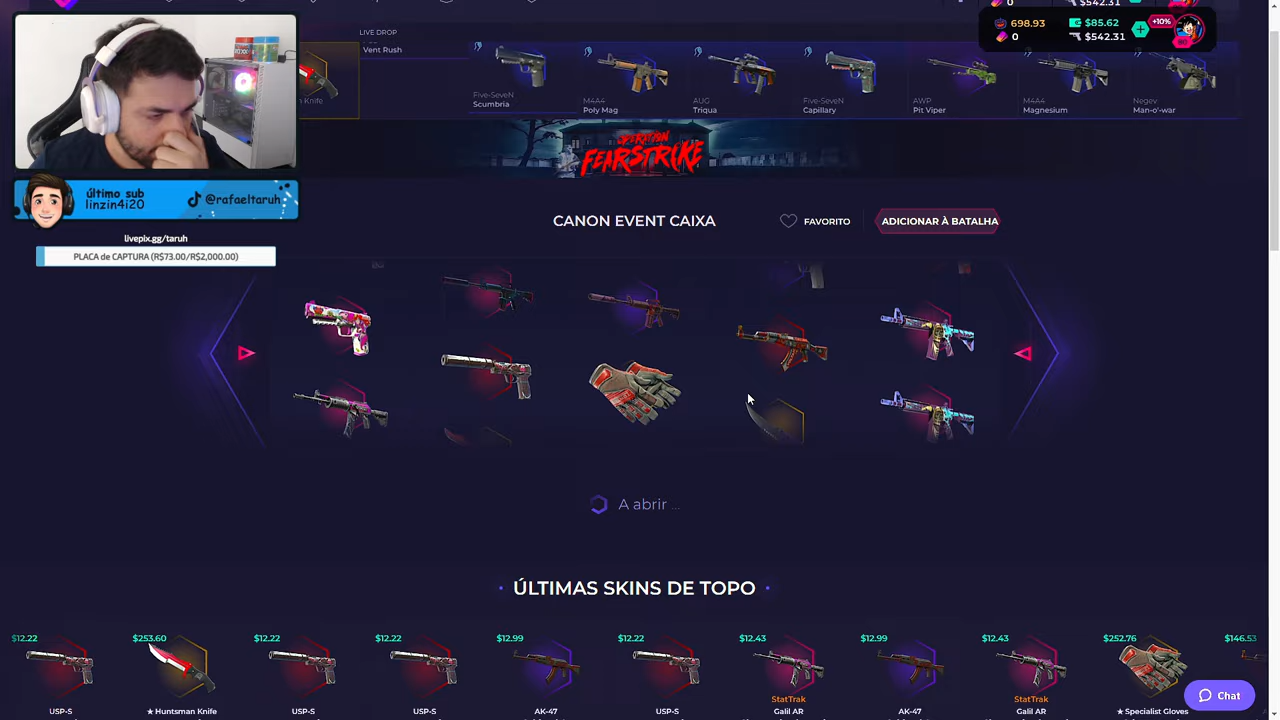 $542.31
698.93
$85.62
+10%
0
$542.31
90
LIVE DROP
Vent Rush
Knife
Five-SeveN
Scumbria
M4A4
Poly Mag
AUG
Triqua
Five-SeveN
Capillary
AWP
Pit Viper
M4A4
Magnesium
Negev
Man-o'-war
OPERATION
FEARSTRIKE
último sub
linzin4i20
@rafaeltaruh
livepix.gg/taruh
PLACA de CAPTURA (R$73.00/R$2,000.00)
CANON EVENT CAIXA
FAVORITO
ADICIONAR À BATALHA
A abrir ...
ÚLTIMAS SKINS DE TOPO
$12.22
$253.60
$12.22
$12.22
$12.99
$12.22
$12.43
$12.99
$12.43
$252.76
$146.53
StatTrak
StatTrak
USP-S
★ Huntsman Knife
USP-S
USP-S
AK-47
USP-S
Galil AR
AK-47
Galil AR
★ Specialist Gloves
Chat